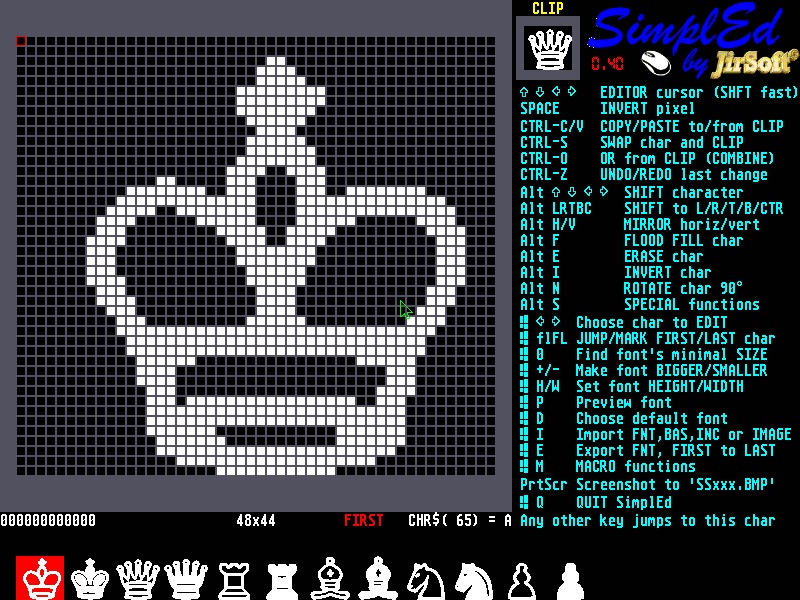 CLIP
SimplEd
0.40 by JirSoft®
⇧ ⇩ ⇦ ⇨ EDITOR cursor (SHFT fast)
SPACE INVERT pixel
CTRL-C/V COPY/PASTE to/from CLIP
CTRL-S SWAP char and CLIP
CTRL-O OR from CLIP (COMBINE)
CTRL-Z UNDO/REDO last change
Alt ⇧ ⇩ ⇦ ⇨ SHIFT character
Alt LRTBC SHIFT to L/R/T/B/CTR
Alt H/V MIRROR horiz/vert
Alt F FLOOD FILL char
Alt E ERASE char
Alt I INVERT char
Alt N ROTATE char 90°
Alt S SPECIAL functions
⇦ ⇨ Choose char to EDIT
flFL JUMP/MARK FIRST/LAST char
0 Find font's minimal SIZE
+/- Make font BIGGER/SMALLER
H/W Set font HEIGHT/WIDTH
P Preview font
D Choose default font
I Import FNT,BAS,INC or IMAGE
E Export FNT, FIRST to LAST
M MACRO functions
PrtScr Screenshot to 'SSxxx.BMP'
Q QUIT SimplEd
000000000000 48x44 FIRST CHR$( 65) = A Any other key jumps to this char